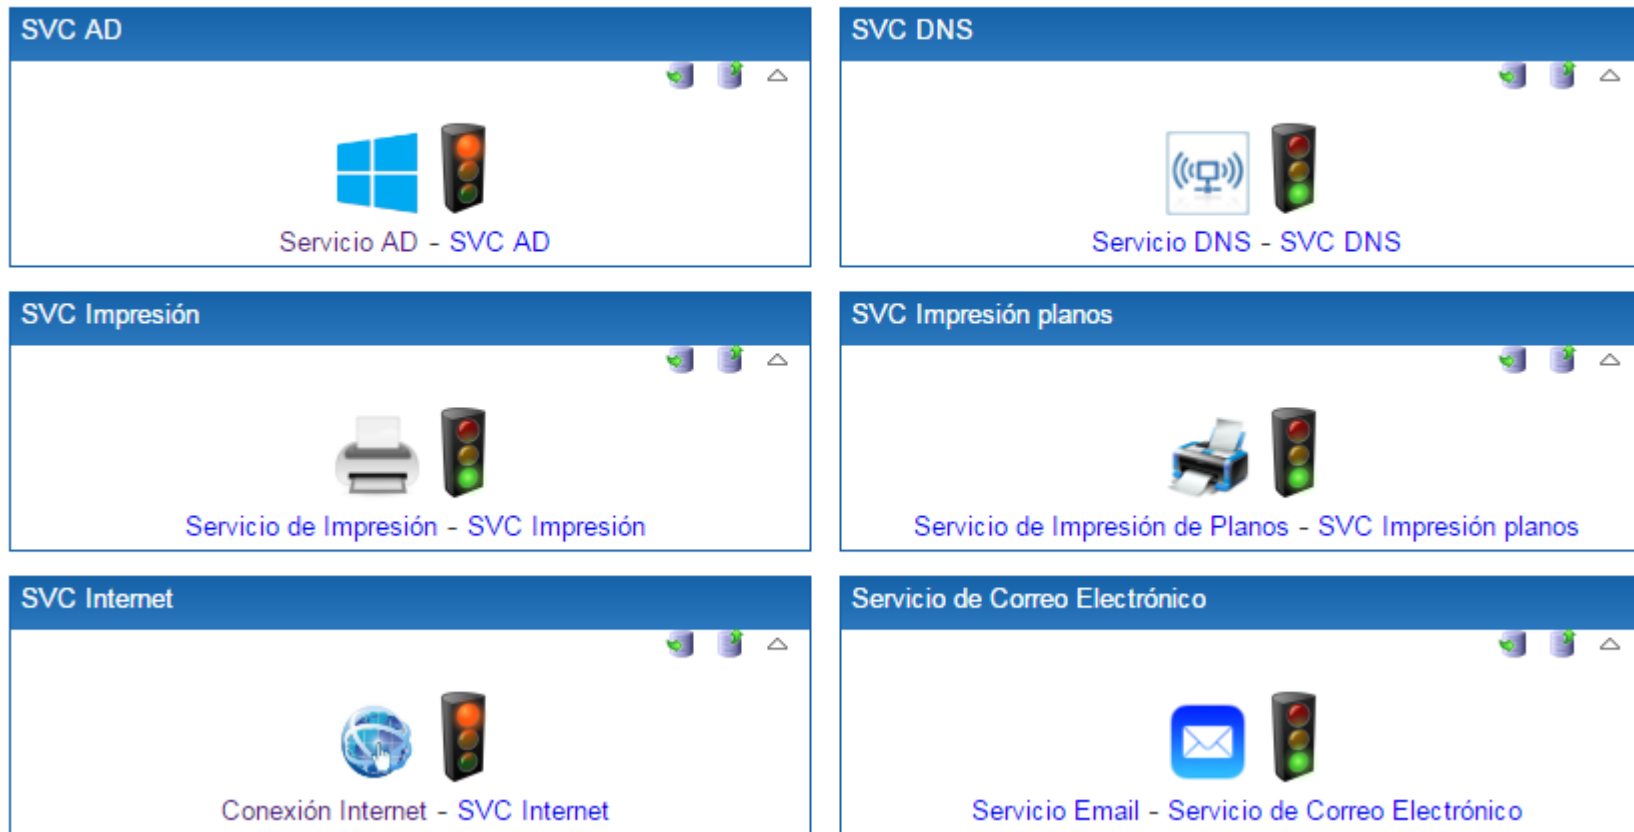 SVC AD
SVC DNS
Servicio AD - SVC AD
Servicio DNS - SVC DNS
SVC Impresión
SVC Impresión planos
Servicio de Impresión - SVC Impresión
Servicio de Impresión de Planos - SVC Impresión planos
SVC Internet
Servicio de Correo Electrónico
Conexión Internet - SVC Internet
Servicio Email - Servicio de Correo Electrónico